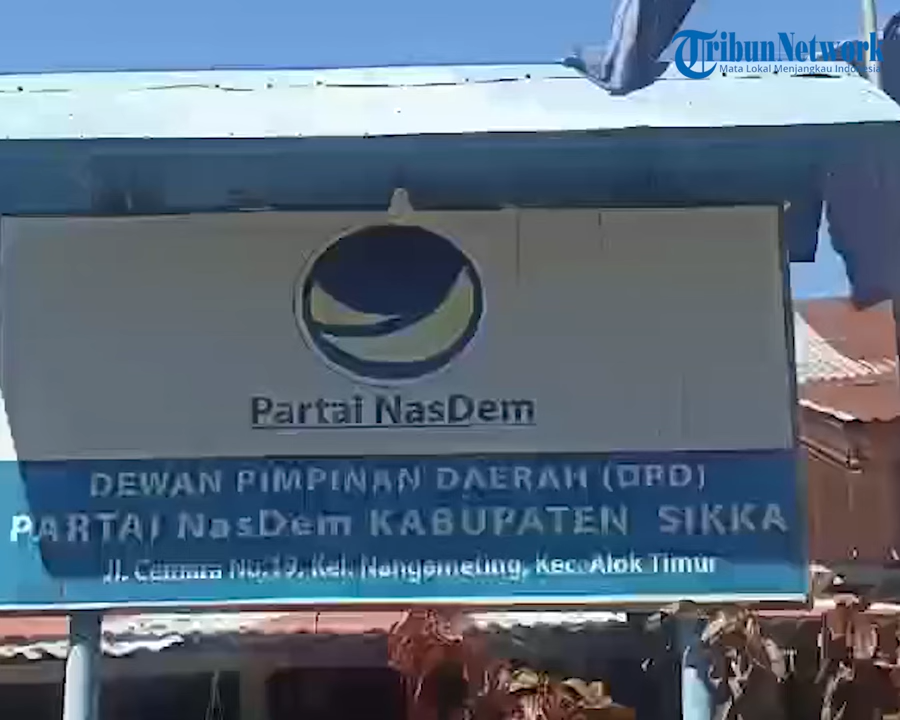 TribunNetwork
Mata Lokal Menjangkau Indonesia
Partai NasDem
DEWAN PIMPINAN DAERAH (DPD)
PARTAI NasDem KABUPATEN SIKKA
Jl. Cemara No.19, Kel. Nangameting, Kec. Alok Timur